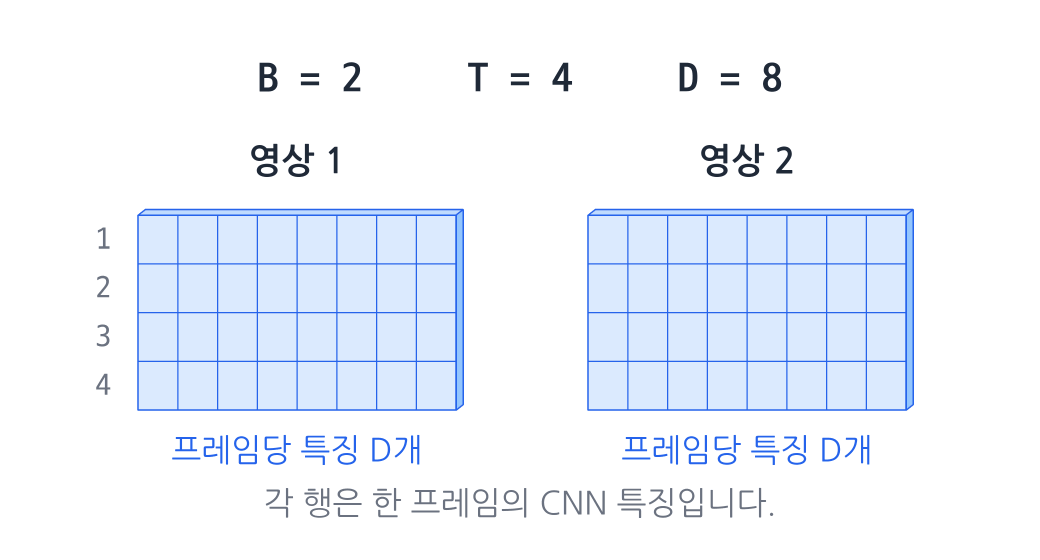 B = 2 T = 4 D = 8
영상 1 영상 2
1
2
3
4
프레임당 특징 D개 프레임당 특징 D개
각 행은 한 프레임의 CNN 특징입니다.